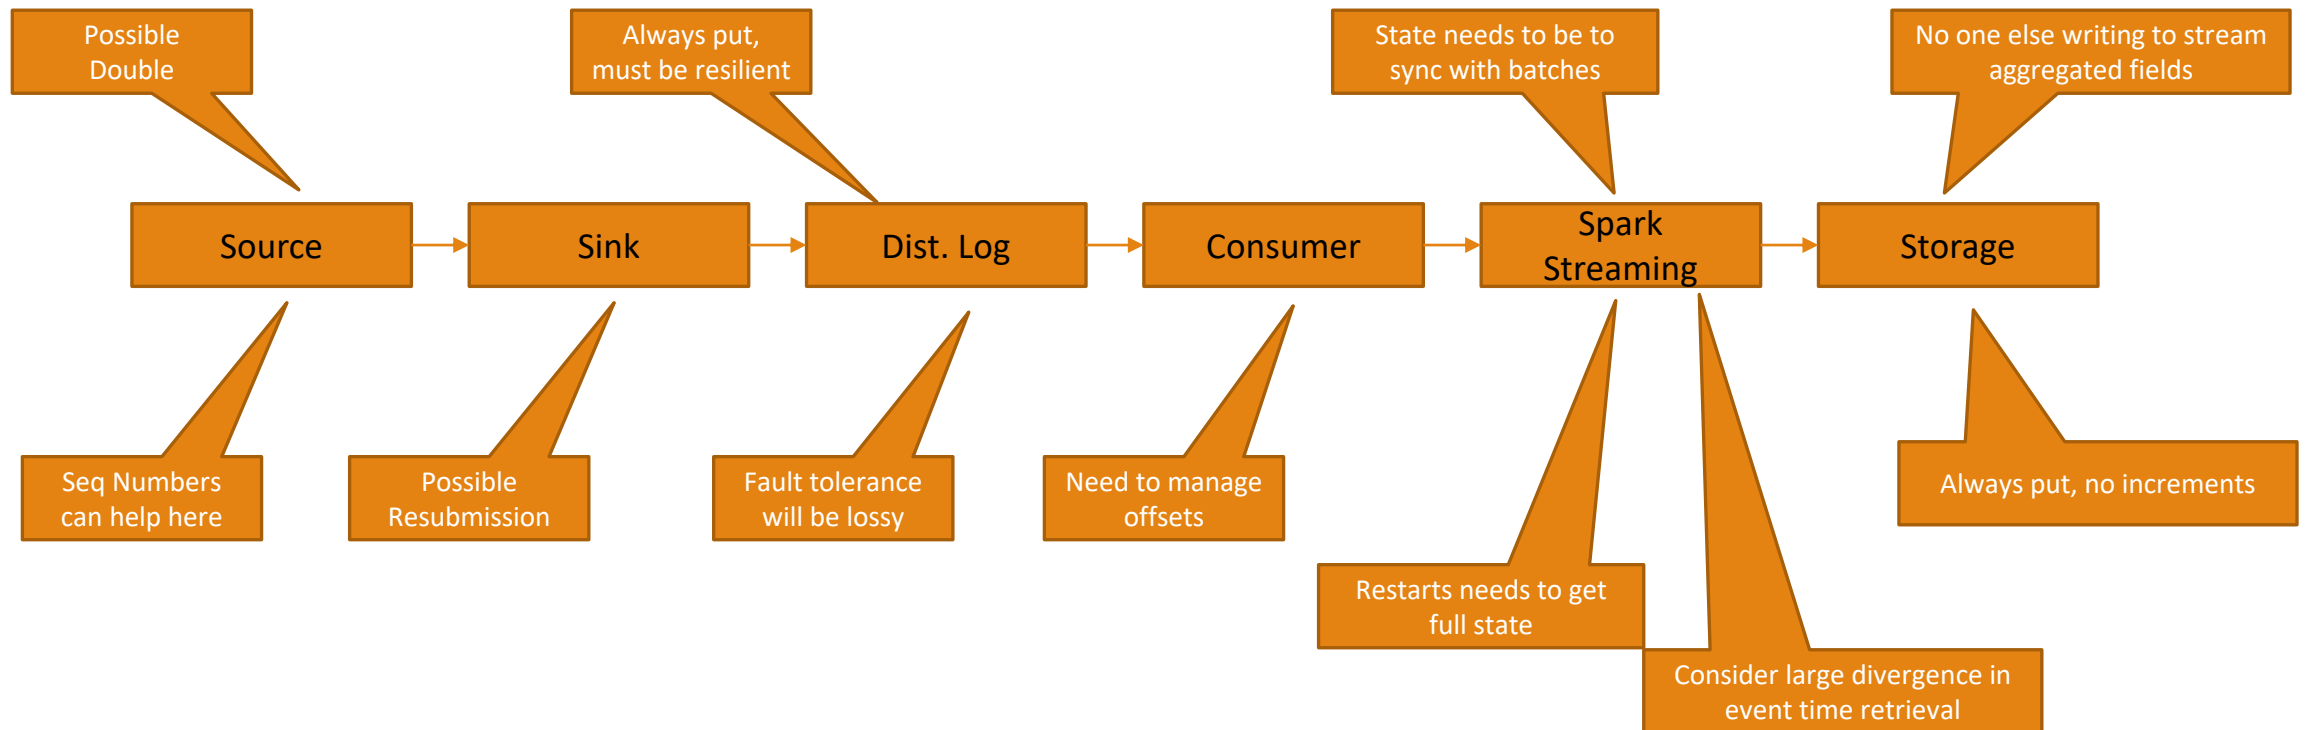 Possible
Double
Always put,
must be resilient
State needs to be to
sync with batches
No one else writing to stream
aggregated fields
Source
Sink
Dist. Log
Consumer
Spark
Streaming
Storage
Seq Numbers
can help here
Possible
Resubmission
Fault tolerance
will be lossy
Need to manage
offsets
Always put, no increments
Restarts needs to get
full state
Consider large divergence in
event time retrieval